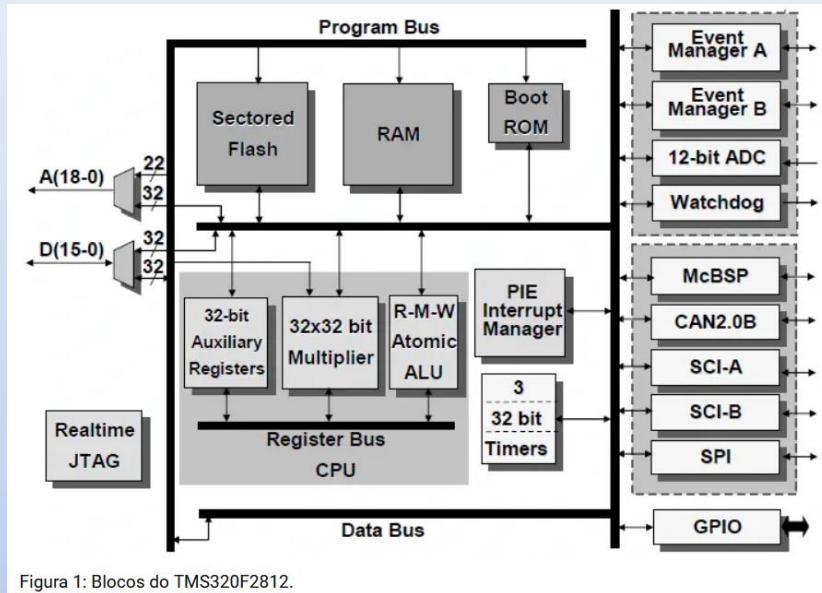 Program Bus
Sectored
Flash
RAM
Boot
ROM
A(18-0)
22
32
D(15-0)
32
32
32-bit
Auxiliary
Registers
32x32 bit
Multiplier
R-M-W
Atomic
ALU
PIE
Interrupt
Manager
3
32 bit
Timers
Realtime
JTAG
Register Bus
CPU
Data Bus
Event
Manager A
Event
Manager B
12-bit ADC
Watchdog
McBSP
CAN2.0B
SCI-A
SCI-B
SPI
GPIO
Figura 1: Blocos do TMS320F2812.